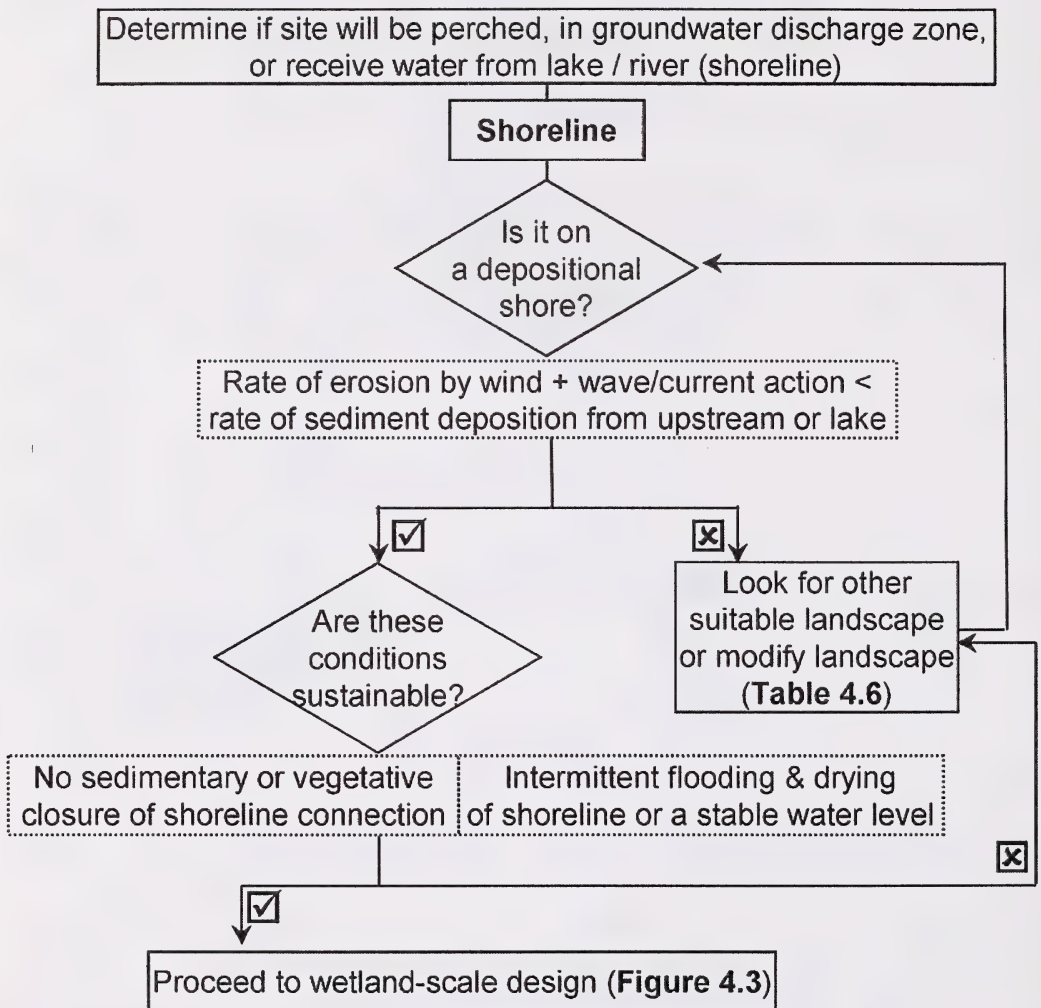 Determine if site will be perched, in groundwater discharge zone,
or receive water from lake / river (shoreline)
Shoreline
Is it on
a depositional
shore?
Rate of erosion by wind + wave/current action <
rate of sediment deposition from upstream or lake
Are these
conditions
sustainable?
Look for other
suitable landscape
or modify landscape
(Table 4.6)
No sedimentary or vegetative
closure of shoreline connection
Intermittent flooding & drying
of shoreline or a stable water level
Proceed to wetland-scale design (Figure 4.3)